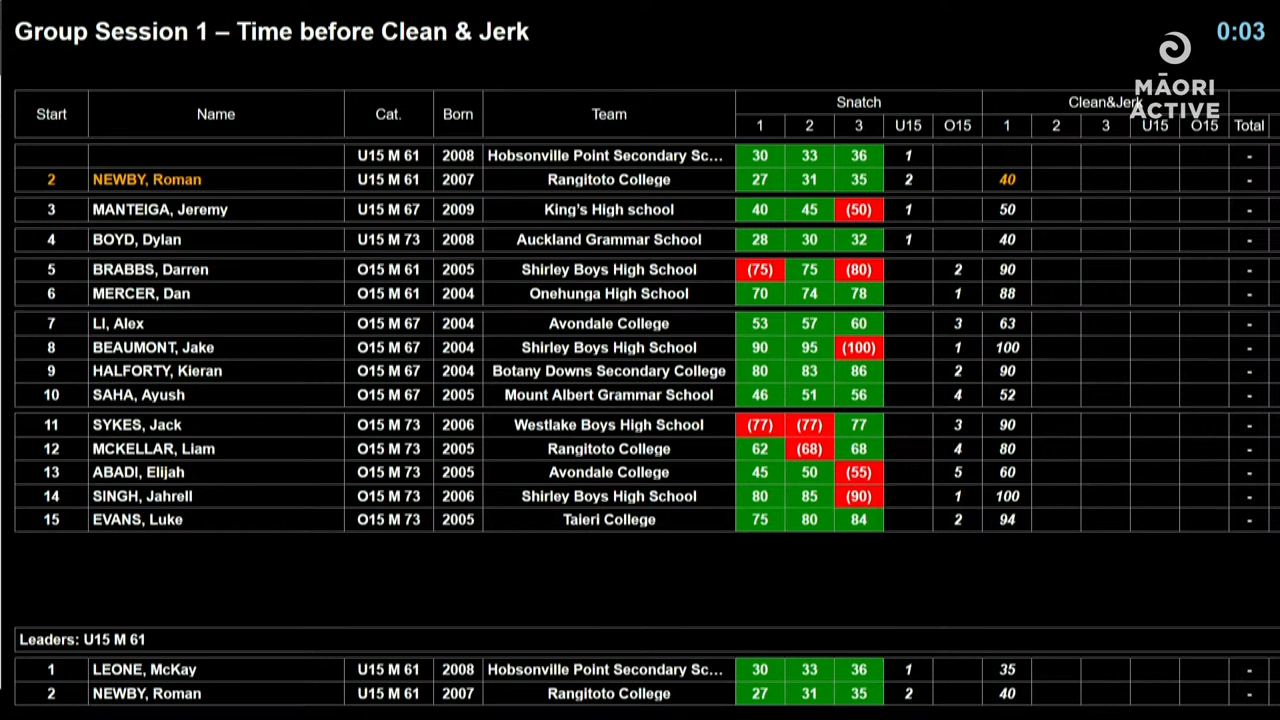 Group Session 1 – Time before Clean & Jerk
0:03
MĀORI
ACTIVE
Start Name Cat. Born Team Snatch Clean&Jerk
1 2 3 U15 O15 1 2 3 U15 O15 Total
U15 M 61 2008 Hobsonville Point Secondary Sc... 30 33 36 1 -
2 NEWBY, Roman U15 M 61 2007 Rangitoto College 27 31 35 2 40 -
3 MANTEIGA, Jeremy U15 M 67 2009 King's High school 40 45 (50) 1 50 -
4 BOYD, Dylan U15 M 73 2008 Auckland Grammar School 28 30 32 1 40 -
5 BRABBS, Darren O15 M 61 2005 Shirley Boys High School (75) 75 (80) 2 90 -
6 MERCER, Dan O15 M 61 2004 Onehunga High School 70 74 78 1 88 -
7 LI, Alex O15 M 67 2004 Avondale College 53 57 60 3 63 -
8 BEAUMONT, Jake O15 M 67 2004 Shirley Boys High School 90 95 (100) 1 100 -
9 HALFORTY, Kieran O15 M 67 2004 Botany Downs Secondary College 80 83 86 2 90 -
10 SAHA, Ayush O15 M 67 2005 Mount Albert Grammar School 46 51 56 4 52 -
11 SYKES, Jack O15 M 73 2006 Westlake Boys High School (77) (77) 77 3 90 -
12 MCKELLAR, Liam O15 M 73 2005 Rangitoto College 62 (68) 68 4 80 -
13 ABADI, Elijah O15 M 73 2005 Avondale College 45 50 (55) 5 60 -
14 SINGH, Jahrell O15 M 73 2006 Shirley Boys High School 80 85 (90) 1 100 -
15 EVANS, Luke O15 M 73 2005 Taieri College 75 80 84 2 94 -
Leaders: U15 M 61
1 LEONE, McKay U15 M 61 2008 Hobsonville Point Secondary Sc... 30 33 36 1 35 -
2 NEWBY, Roman U15 M 61 2007 Rangitoto College 27 31 35 2 40 -